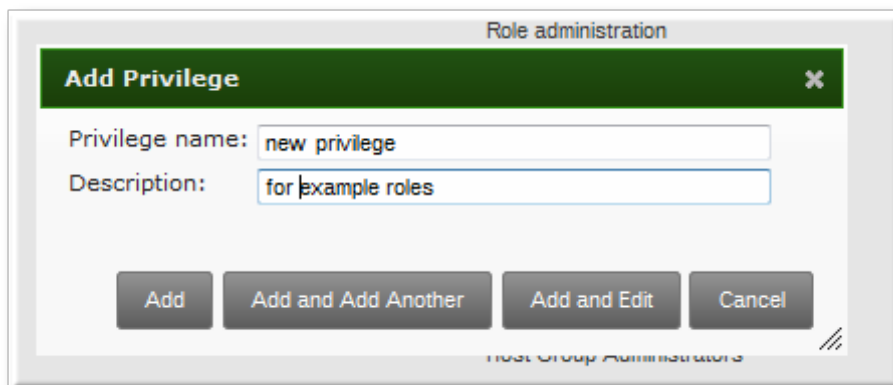 Role administration
Add Privilege
Privilege name: new privilege
Description: for example roles
Add Add and Add Another Add and Edit Cancel
Host Group Administrators